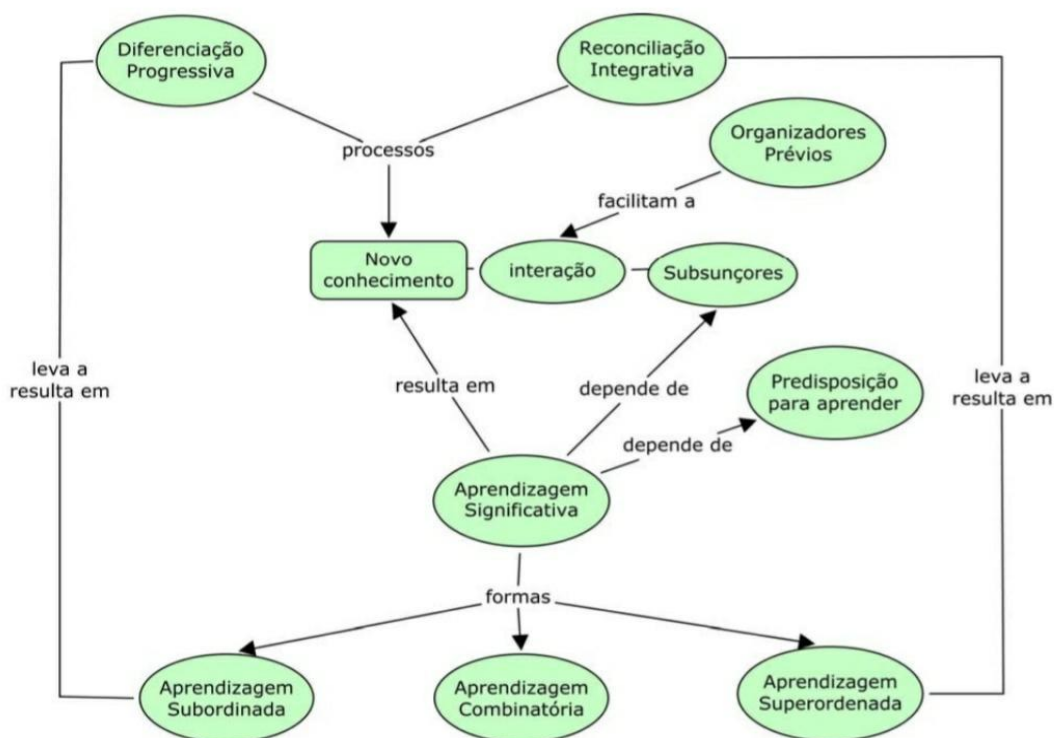 Diferenciação
Progressiva
Reconciliação
Integrativa
Organizadores
Prévios
processos
facilitam a
Novo
conhecimento
interação
Subsunçores
leva a
resulta em
resulta em
depende de
Predisposição
para aprender
leva a
resulta em
depende de
Aprendizagem
Significativa
formas
Aprendizagem
Subordinada
Aprendizagem
Combinatória
Aprendizagem
Superordenada